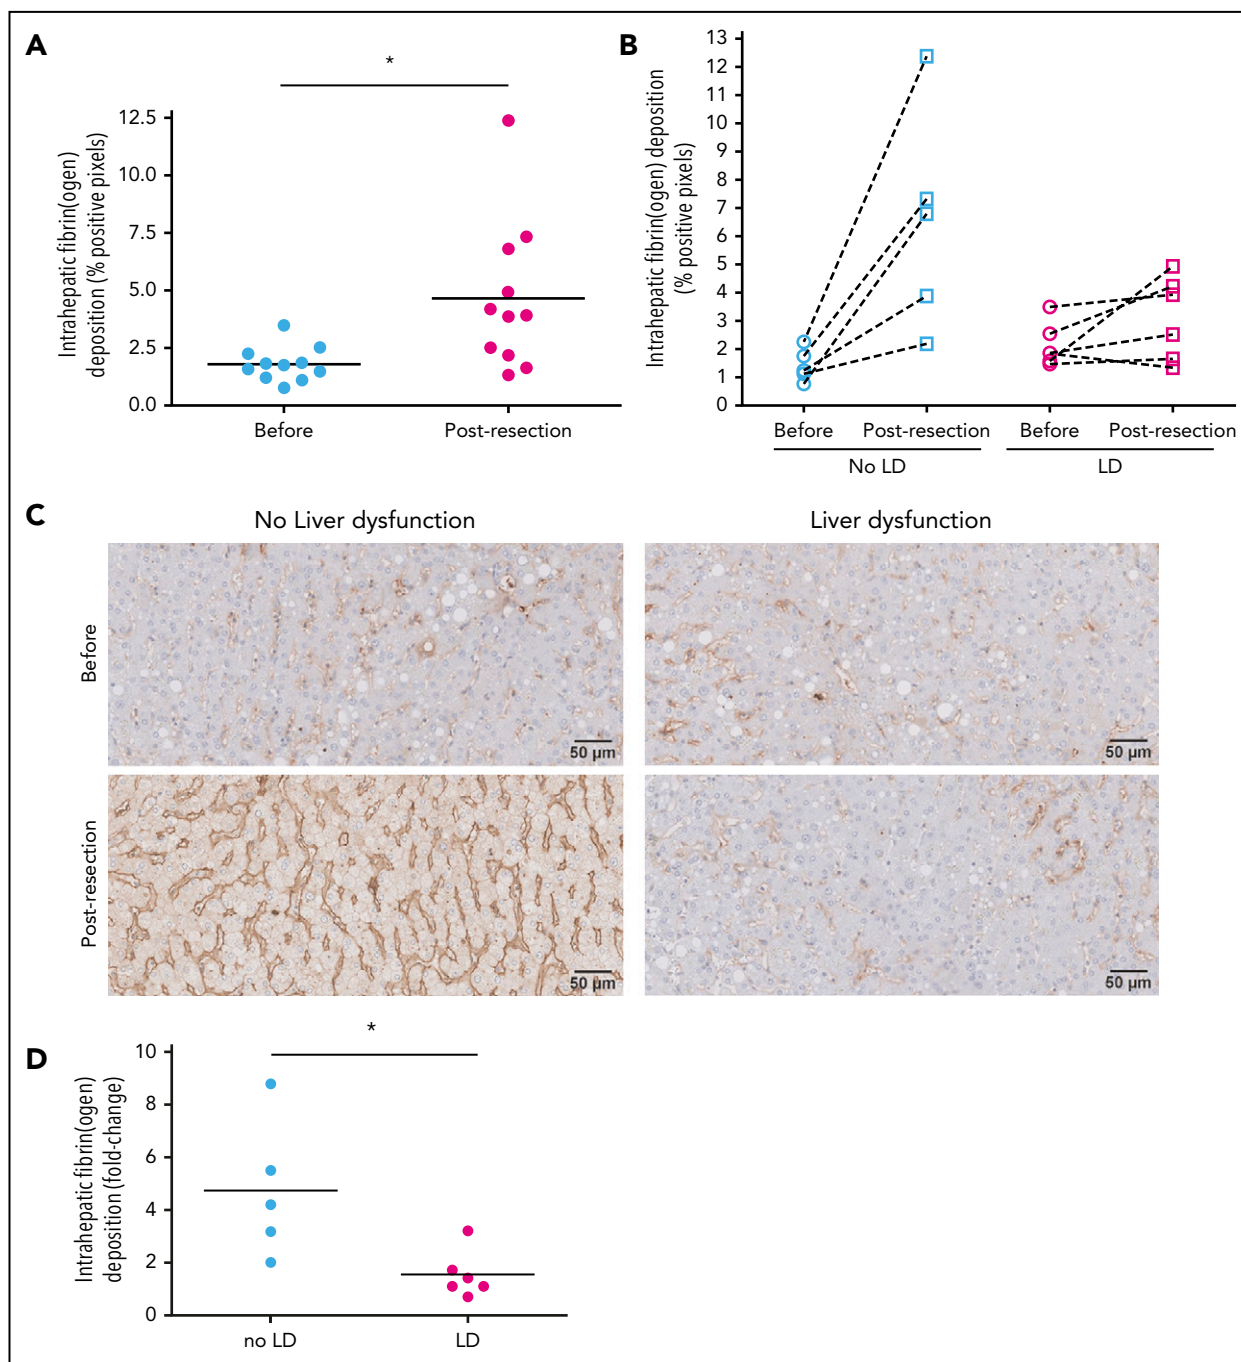 A
*
Intrahepatic fibrin(ogen)
deposition (% positive pixels)
12.5
10.0
7.5
5.0
2.5
0.0
Before
Post-resection
B
Intrahepatic fibrin(ogen) deposition
(% positive pixels)
13
12
11
10
9
8
7
6
5
4
3
2
1
0
Before
Post-resection
Before
Post-resection
No LD
LD
C
No Liver dysfunction
Liver dysfunction
Before
50 µm
50 µm
Post-resection
50 µm
50 µm
D
*
Intrahepatic fibrin(ogen)
deposition (fold-change)
10
8
6
4
2
0
no LD
LD